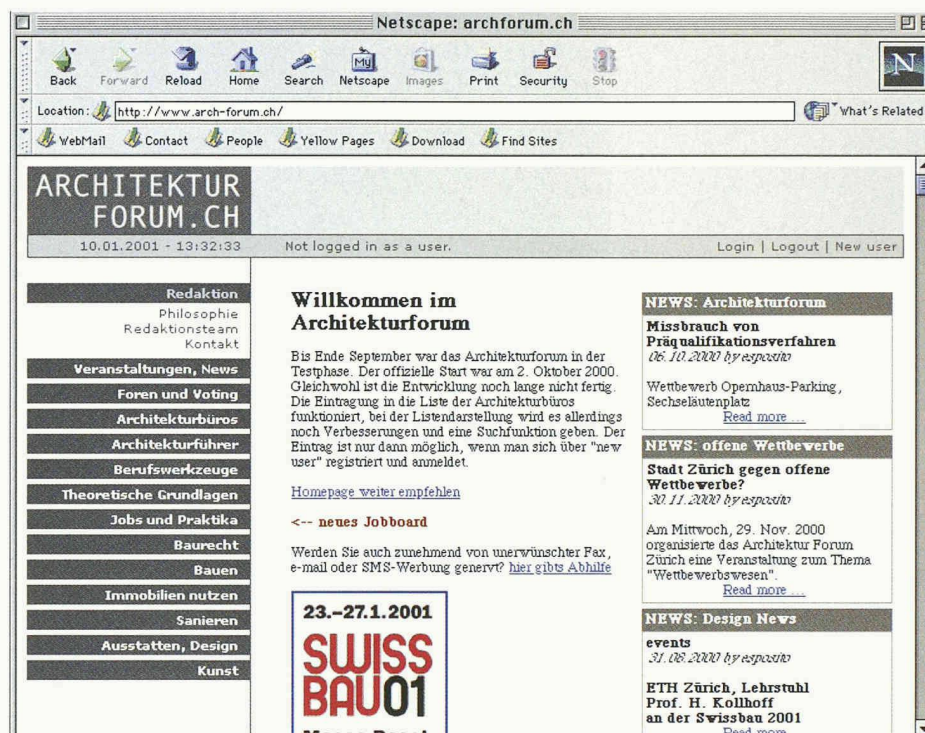 Netscape: archforum.ch
Back Forward Reload Home Search Netscape Images Print Security Stop
My
N
Location: http://www.arch-forum.ch/ What's Related
WebMail Contact People Yellow Pages Download Find Sites
ARCHITEKTUR
FORUM.CH
10.01.2001 - 13:32:33 Not logged in as a user. Login | Logout | New user
Redaktion
Philosophie
Redaktionsteam
Kontakt
Veranstaltungen, News
Foren und Voting
Architekturbüros
Architekturführer
Berufswerkzeuge
Theoretische Grundlagen
Jobs und Praktika
Baurecht
Bauen
Immobilien nutzen
Sanieren
Ausstatten, Design
Kunst
Willkommen im
Architekturforum
Bis Ende September war das Architekturforum in der
Testphase. Der offizielle Start war am 2. Oktober 2000.
Gleichwohl ist die Entwicklung noch lange nicht fertig.
Die Eintragung in die Liste der Architekturbüros
funktioniert, bei der Listendarstellung wird es allerdings
noch Verbesserungen und eine Suchfunktion geben. Der
Eintrag ist nur dann möglich, wenn man sich über "new
user" registriert und anmeldet.
Homepage weiter empfehlen
<-- neues Jobboard
Werden Sie auch zunehmend von unerwünschter Fax,
e-mail oder SMS-Werbung genervt? hier gibts Abhilfe
23.–27.1.2001
SWISS
BAU01
Messe Basel
NEWS: Architekturforum
Missbrauch von
Präqualifikationsverfahren
06.10.2000 by esposito
Wettbewerb Opernhaus-Parking,
Sechseläutenplatz
Read more ...
NEWS: offene Wettbewerbe
Stadt Zürich gegen offene
Wettbewerbe?
30.11.2000 by esposito
Am Mittwoch, 29. Nov. 2000
organisierte das Architektur Forum
Zürich eine Veranstaltung zum Thema
"Wettbewerbswesen".
Read more ...
NEWS: Design News
events
31.08.2000 by esposito
ETH Zürich, Lehrstuhl
Prof. H. Kollhoff
an der Swissbau 2001
Read more